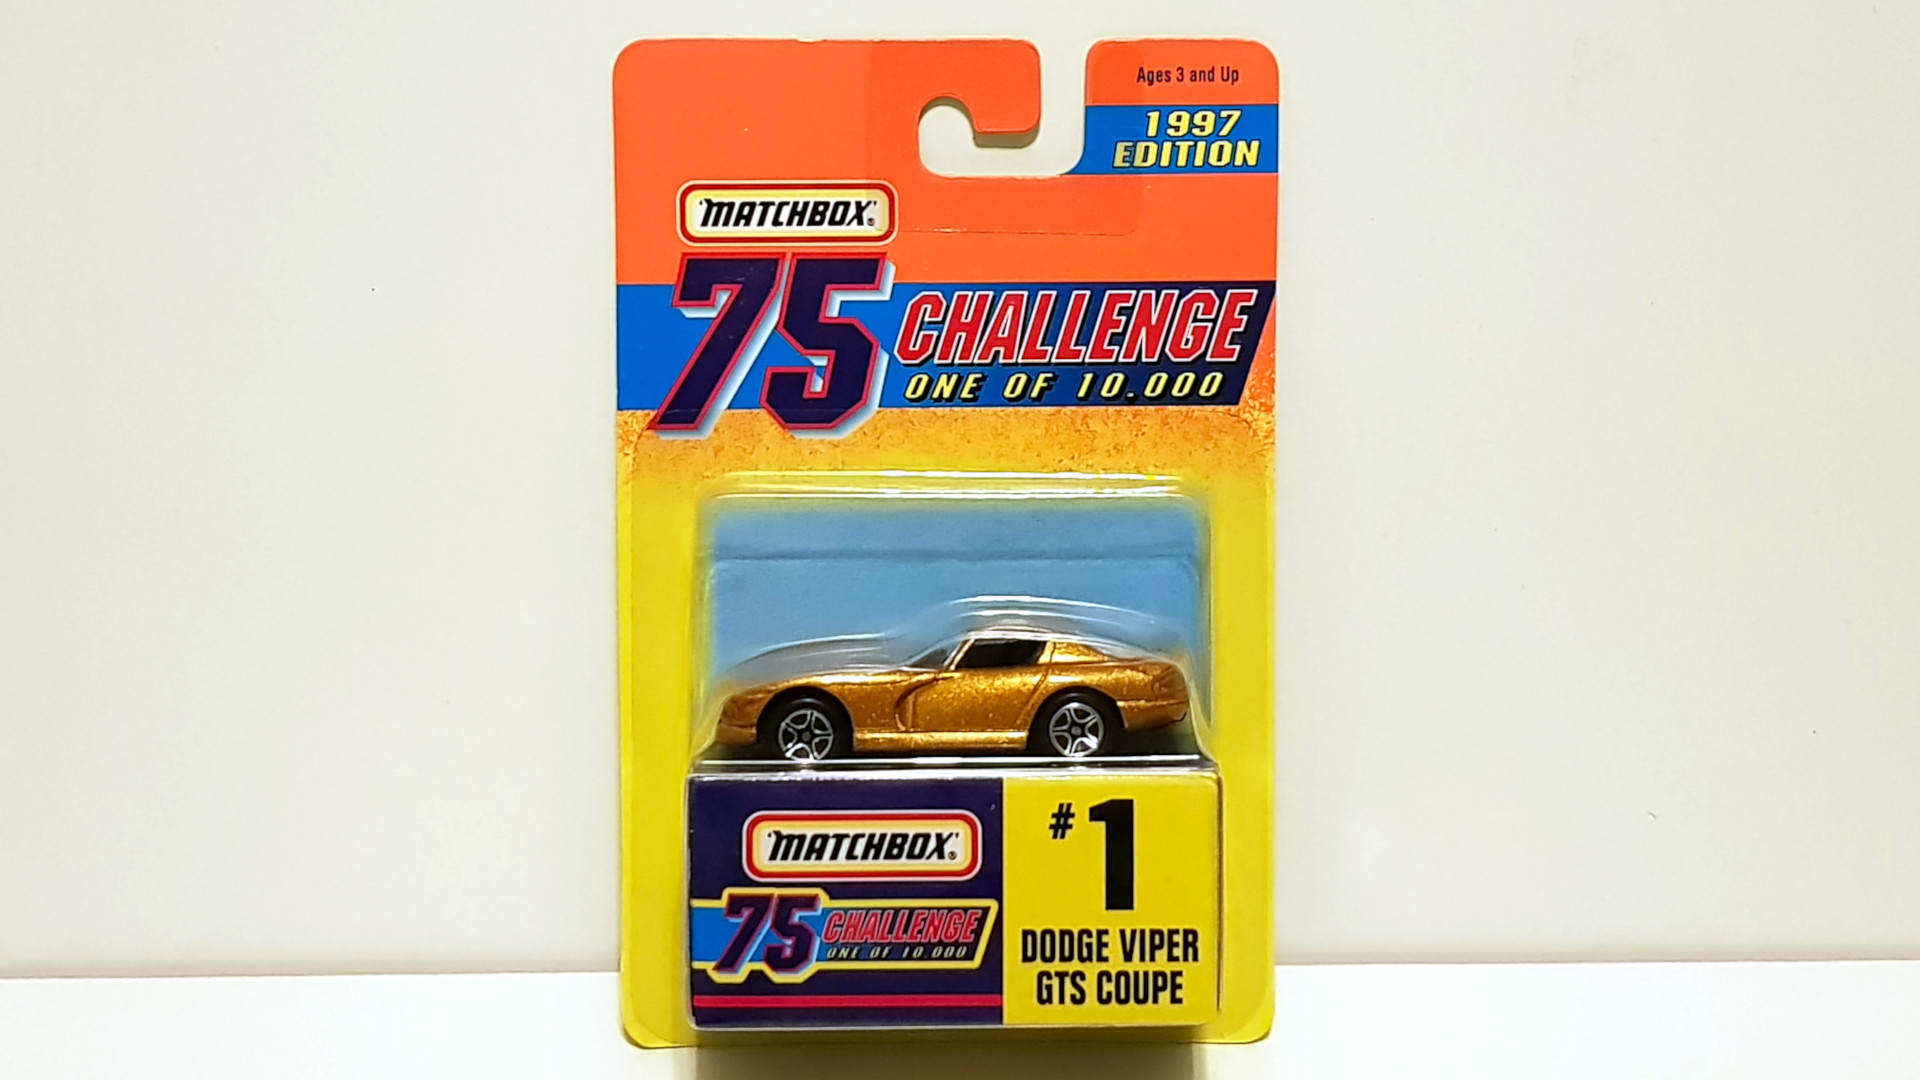 Ages 3 and Up
1997
EDITION
"MATCHBOX"®
75
CHALLENGE
ONE OF 10.000
"MATCHBOX"®
75 CHALLENGE
ONE OF 10.000
#1
DODGE VIPER
GTS COUPE